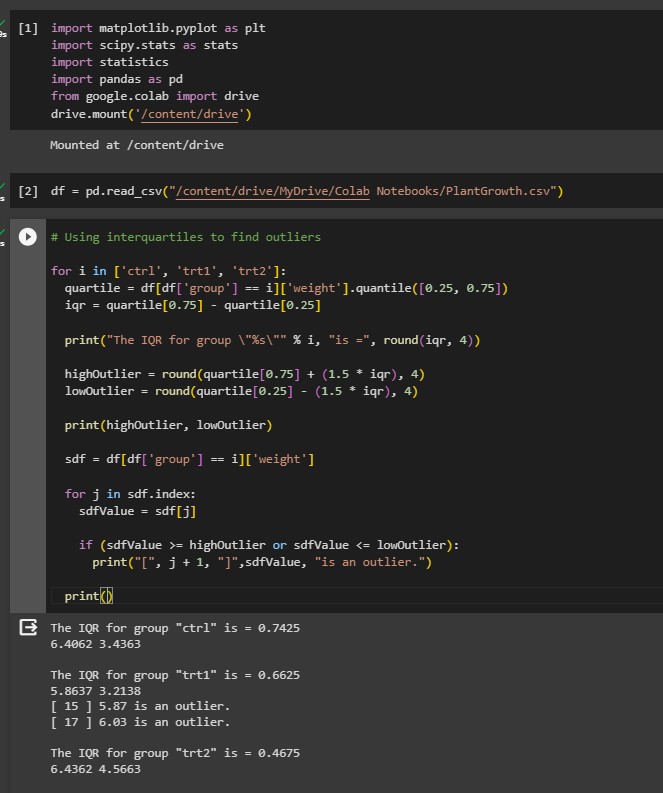 [1] import matplotlib.pyplot as plt
import scipy.stats as stats
import statistics
import pandas as pd
from google.colab import drive
drive.mount('/content/drive')
Mounted at /content/drive
[2] df = pd.read_csv("/content/drive/MyDrive/Colab Notebooks/PlantGrowth.csv")
# Using interquartiles to find outliers
for i in ['ctrl', 'trt1', 'trt2']:
quartile = df[df['group'] == i]['weight'].quantile([0.25, 0.75])
iqr = quartile[0.75] - quartile[0.25]
print("The IQR for group \"%s\"" % i, "is =", round(iqr, 4))
highOutlier = round(quartile[0.75] + (1.5 * iqr), 4)
lowOutlier = round(quartile[0.25] - (1.5 * iqr), 4)
print(highOutlier, lowOutlier)
sdf = df[df['group'] == i]['weight']
for j in sdf.index:
sdfValue = sdf[j]
if (sdfValue >= highOutlier or sdfValue <= lowOutlier):
print("[", j + 1, "]",sdfValue, "is an outlier.")
print()
The IQR for group "ctrl" is = 0.7425
6.4062 3.4363
The IQR for group "trt1" is = 0.6625
5.8637 3.2138
[ 15 ] 5.87 is an outlier.
[ 17 ] 6.03 is an outlier.
The IQR for group "trt2" is = 0.4675
6.4362 4.5663